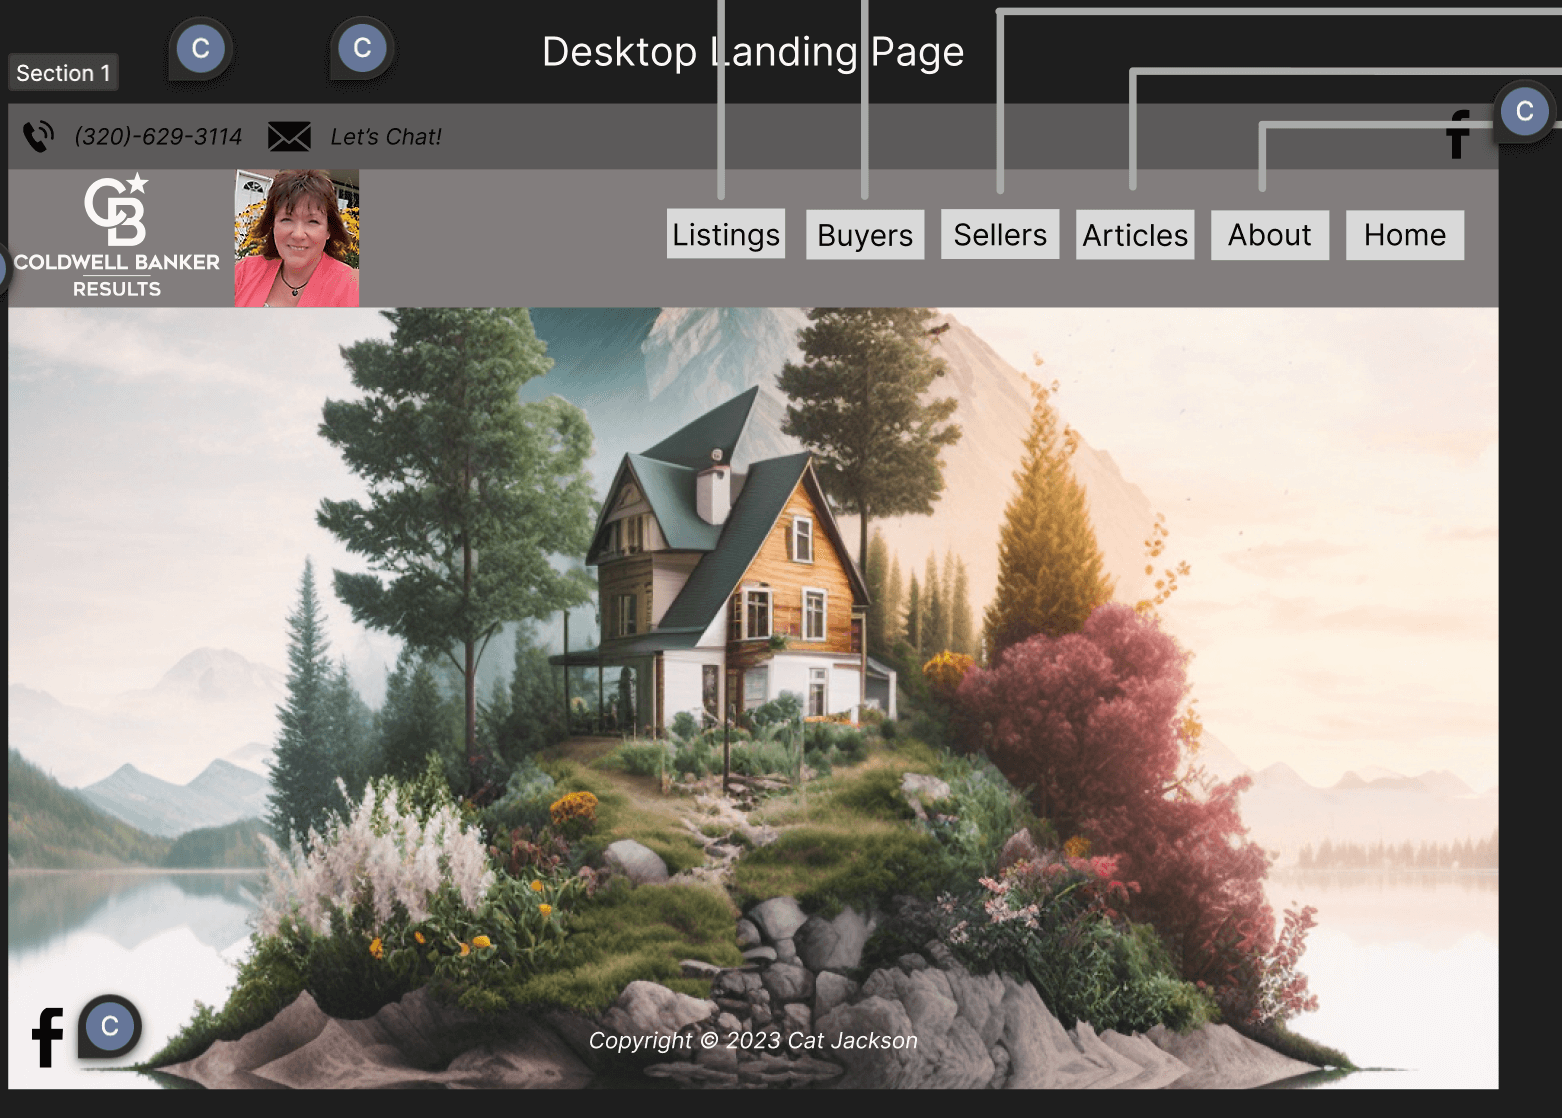 Desktop Landing Page
C
C
Section 1
C
(320)-629-3114
Let's Chat!
f
CB
COLDWELL BANKER
RESULTS
Listings
Buyers
Sellers
Articles
About
Home
f
C
Copyright © 2023 Cat Jackson